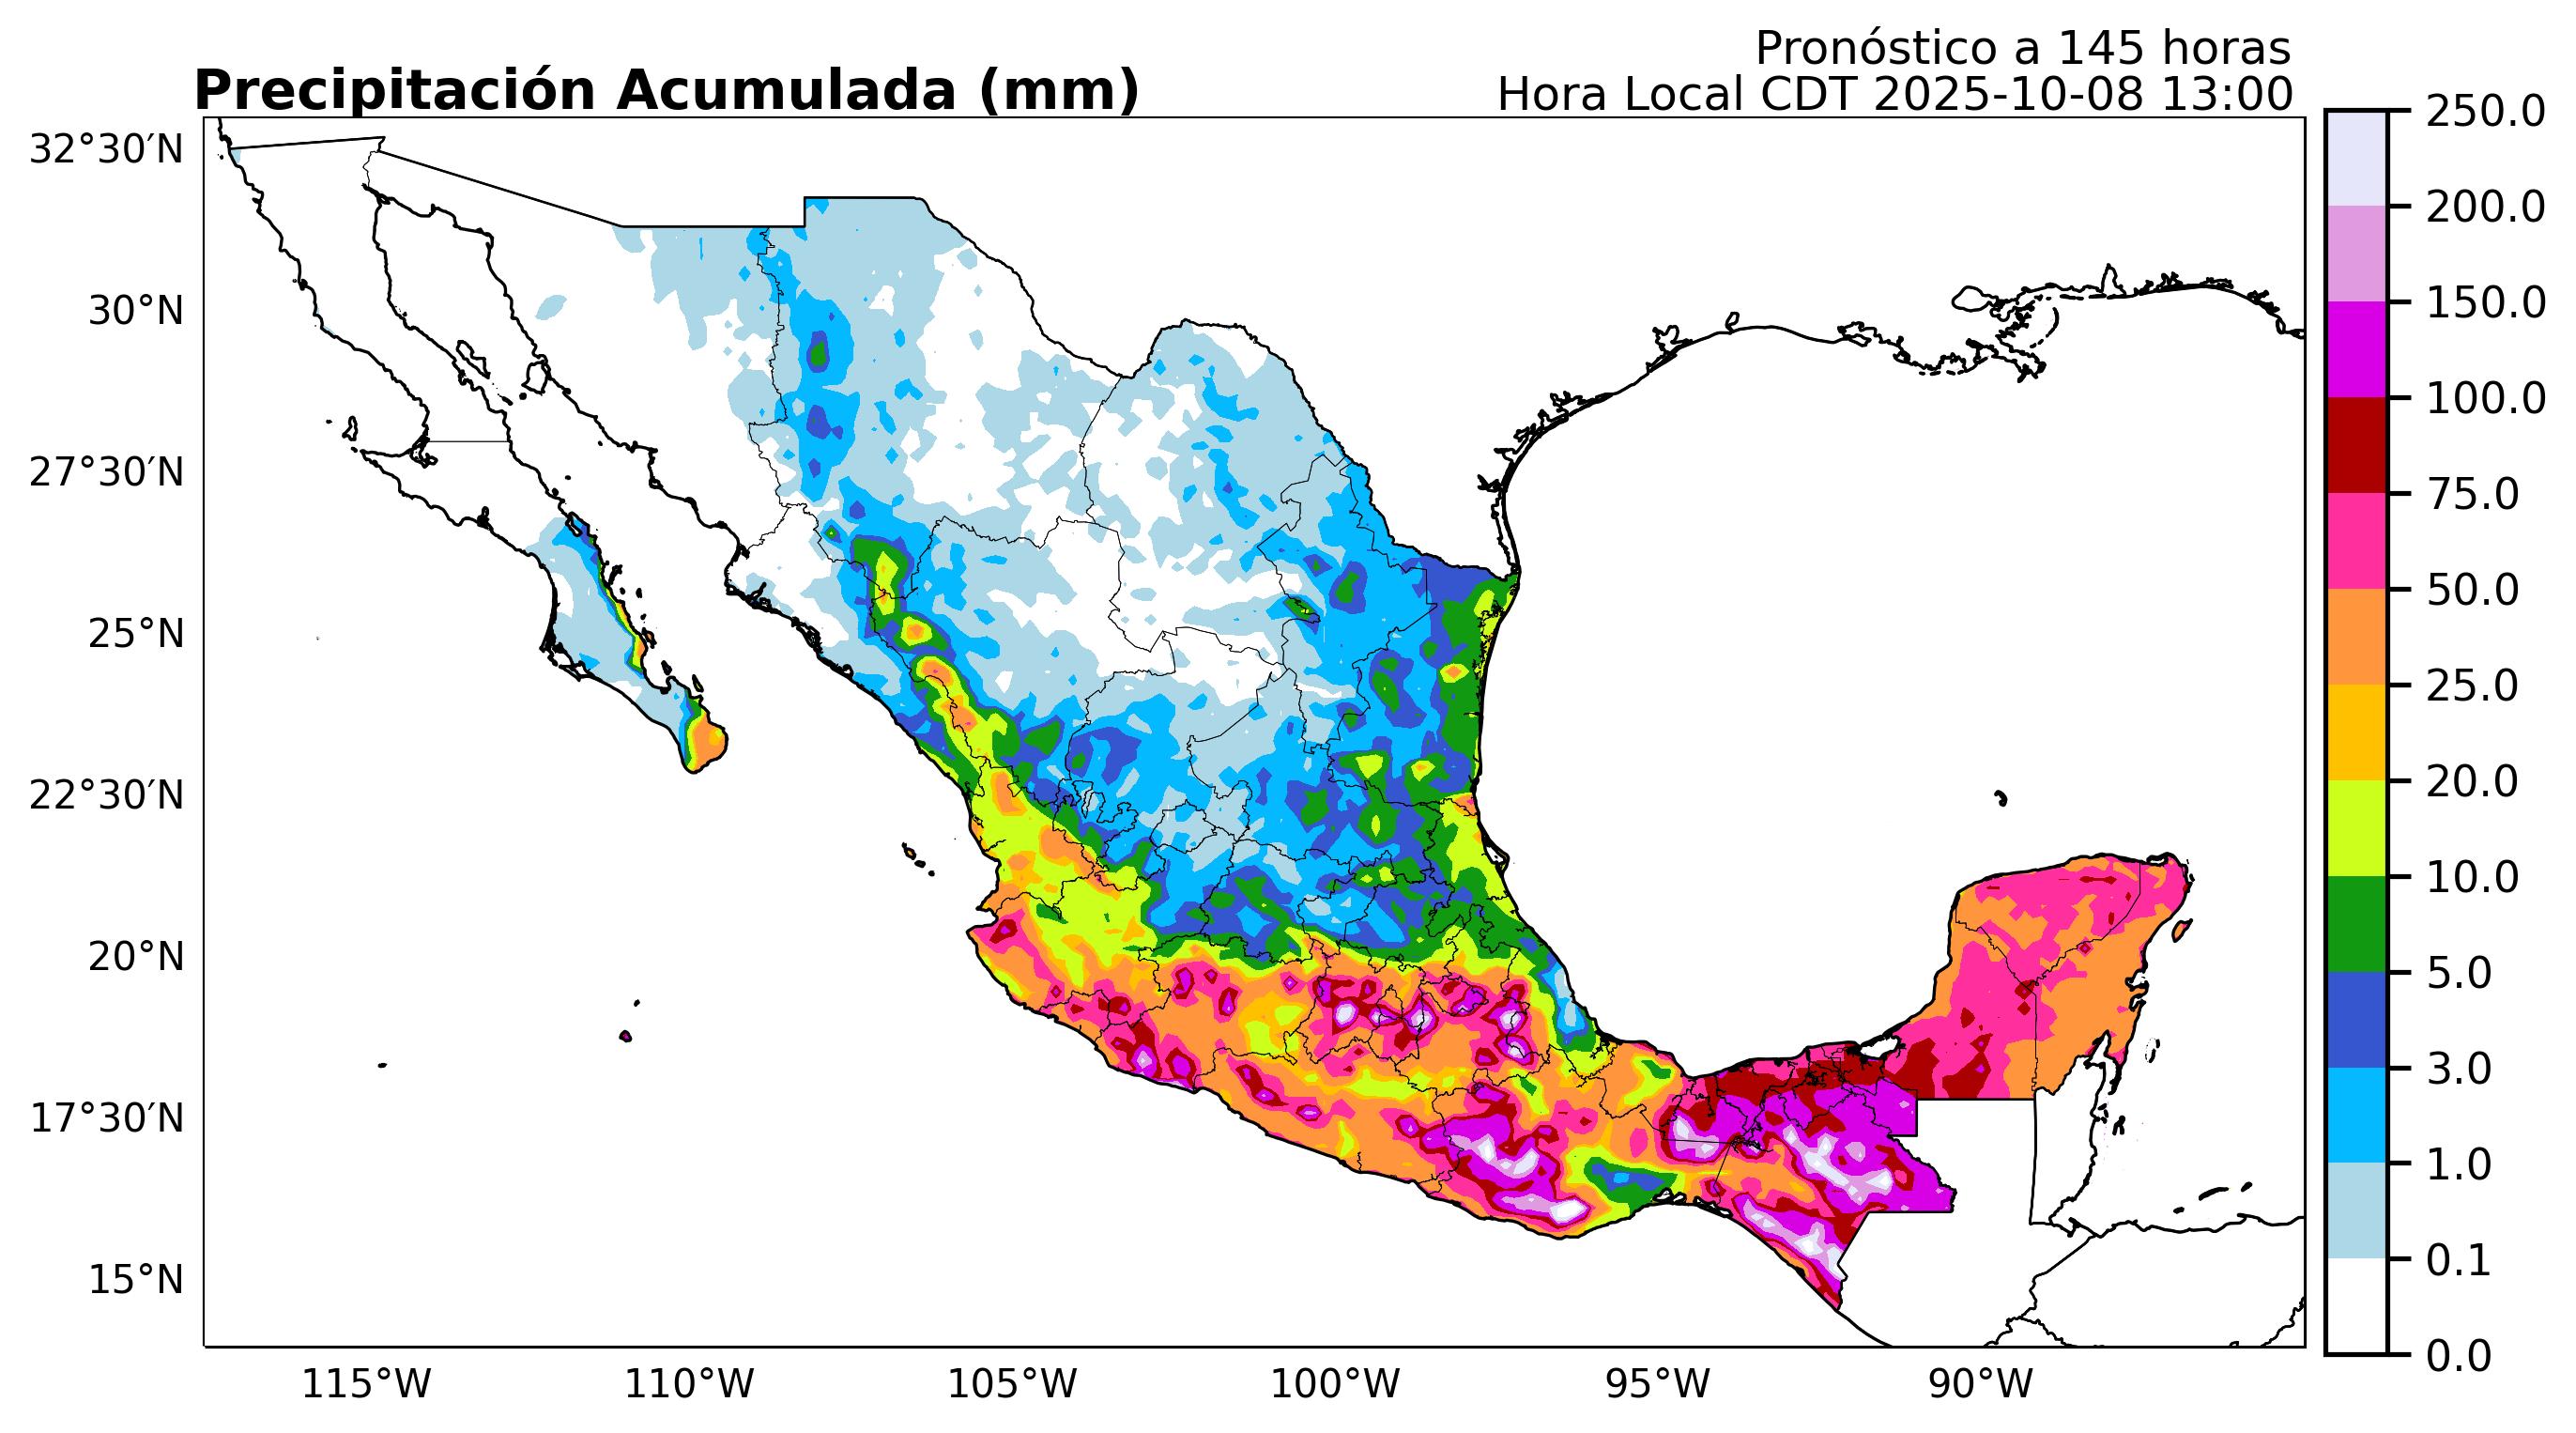 Pronóstico a 145 horas
Precipitación Acumulada (mm)
Hora Local CDT 2025-10-08 13:00
32°30′N
30°N
27°30′N
25°N
22°30′N
20°N
17°30′N
15°N
115°W
110°W
105°W
100°W
95°W
90°W
250.0
200.0
150.0
100.0
75.0
50.0
25.0
20.0
10.0
5.0
3.0
1.0
0.1
0.0